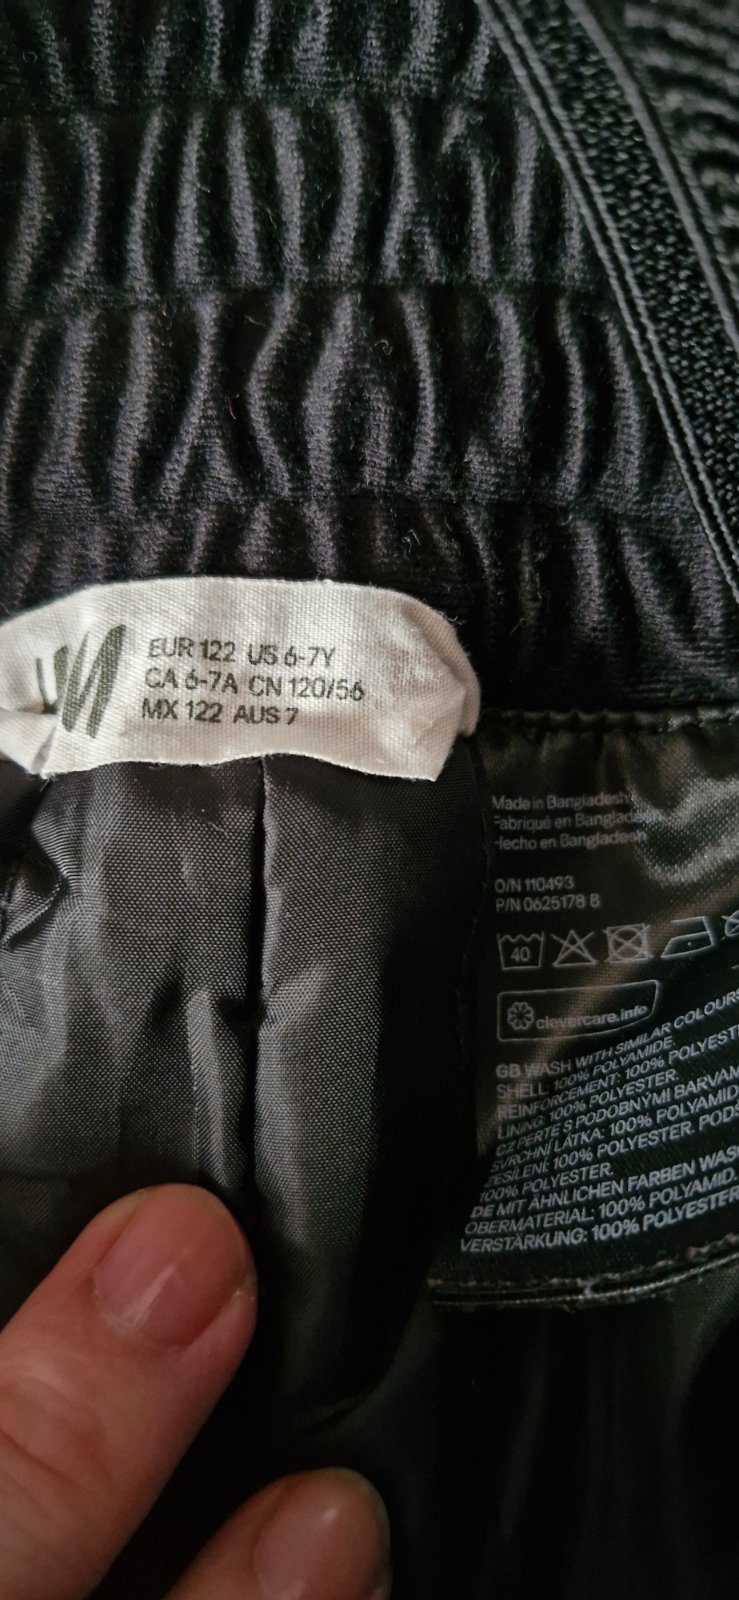 EUR 122 US 6-7Y
CA 6-7A CN 120/56
MX 122 AUS 7
Made in Bangladesh
Fabriqué en Bangladesh
Hecho en Bangladesh
O/N 110493
P/N 0625178 8
40
clevercare.info
GB WASH WITH SIMILAR COLOURS
SHELL: 100% POLYAMIDE.
REINFORCEMENT: 100% POLYEST
LINING: 100% POLYESTER.
CZ PERTE S PODOBNÝMI BARVAM
SVRCHNÍ LÁTKA: 100% POLYAMID
ZESÍLENÍ: 100% POLYESTER. PODŠ
100% POLYESTER.
DE MIT ÄHNLICHEN FARBEN WASC
OBERMATERIAL: 100% POLYAMID.
VERSTÄRKUNG: 100% POLYESTER